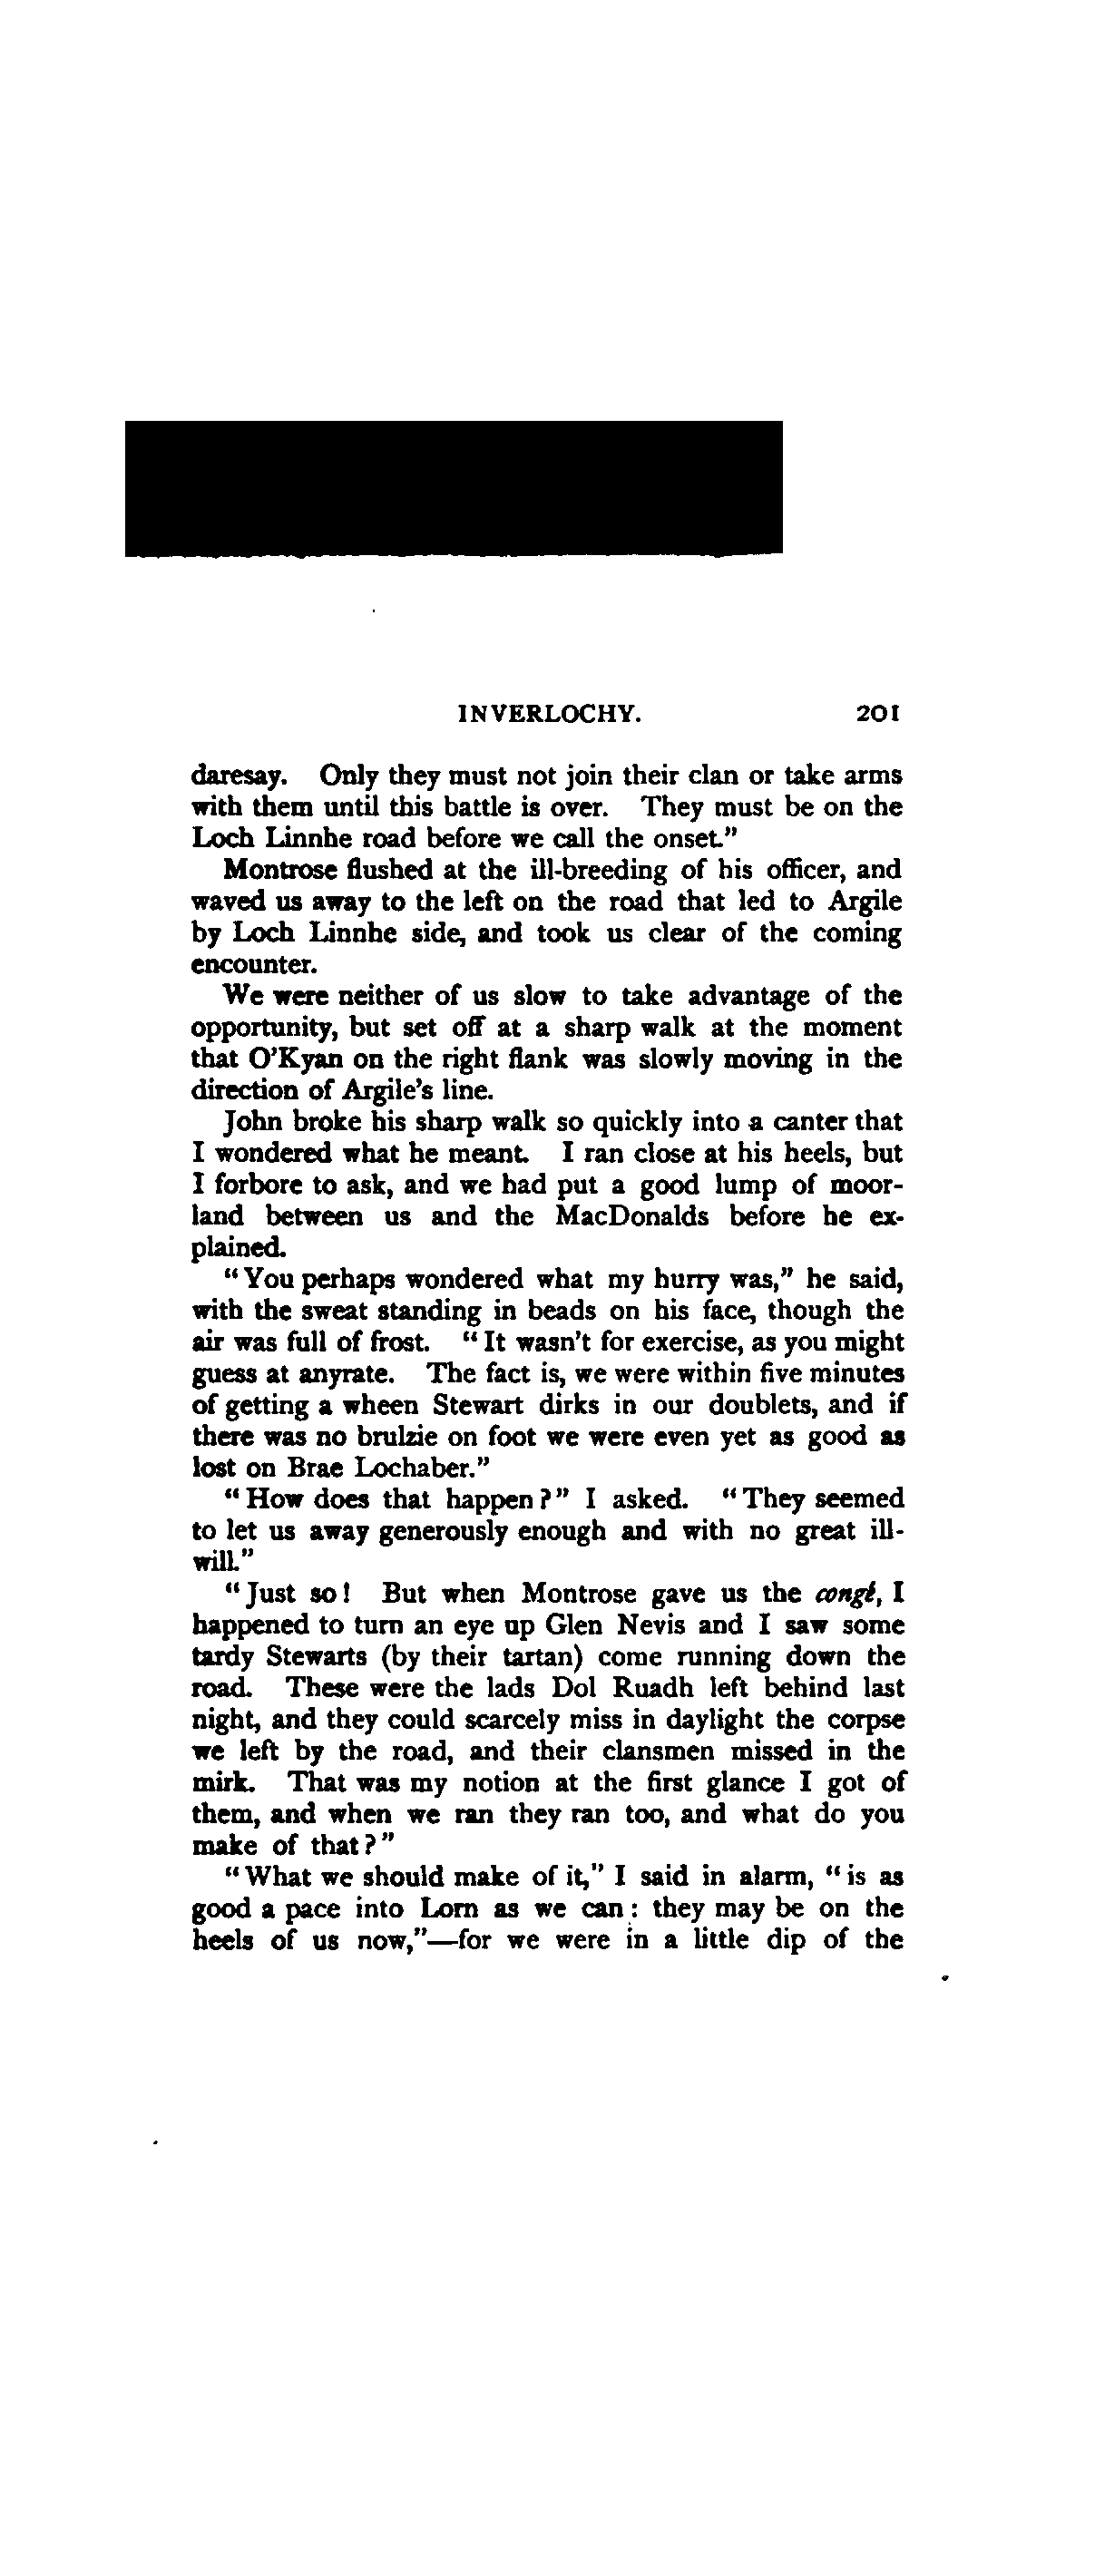 INVERLOCHY. 201
daresay. Only they must not join their clan or take arms
with them until this battle is over. They must be on the
Loch Linnhe road before we call the onset."
Montrose flushed at the ill-breeding of his officer, and
waved us away to the left on the road that led to Argile
by Loch Linnhe side, and took us clear of the coming
encounter.
We were neither of us slow to take advantage of the
opportunity, but set off at a sharp walk at the moment
that O'Kyan on the right flank was slowly moving in the
direction of Argile's line.
John broke his sharp walk so quickly into a canter that
I wondered what he meant. I ran close at his heels, but
I forbore to ask, and we had put a good lump of moor-
land between us and the MacDonalds before he ex-
plained.
"You perhaps wondered what my hurry was," he said,
with the sweat standing in beads on his face, though the
air was full of frost. "It wasn't for exercise, as you might
guess at anyrate. The fact is, we were within five minutes
of getting a wheen Stewart dirks in our doublets, and if
there was no brulzie on foot we were even yet as good as
lost on Brae Lochaber."
"How does that happen?" I asked. "They seemed
to let us away generously enough and with no great ill-
will."
"Just so! But when Montrose gave us the congé, I
happened to turn an eye up Glen Nevis and I saw some
tardy Stewarts (by their tartan) come running down the
road. These were the lads Dol Ruadh left behind last
night, and they could scarcely miss in daylight the corpse
we left by the road, and their clansmen missed in the
mirk. That was my notion at the first glance I got of
them, and when we ran they ran too, and what do you
make of that?"
"What we should make of it," I said in alarm, "is as
good a pace into Lorn as we can: they may be on the
heels of us now,"—for we were in a little dip of the